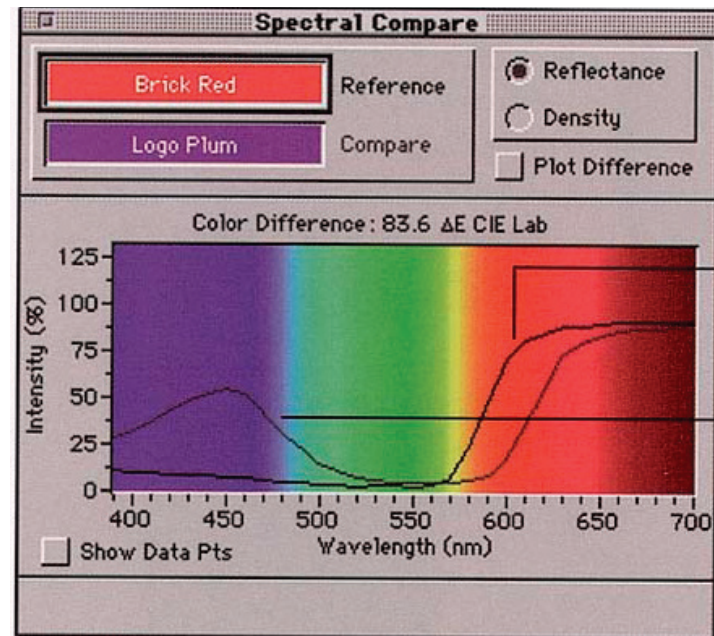 Spectral Compare
Brick Red
Reference
Logo Plum
Compare
Reflectance
Density
Plot Difference
Color Difference : 83.6 ΔE CIE Lab
Intensity (%)
125
100
75
50
25
0
400 450 500 550 600 650 700
Wavelength (nm)
Show Data Pts